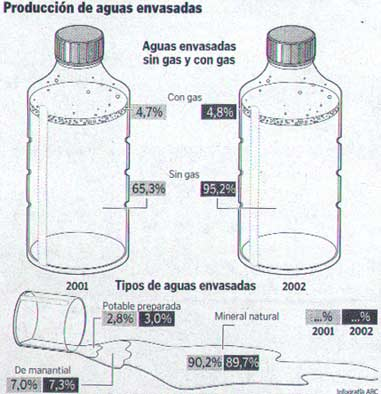 Producción de aguas envasadas
Aguas envasadas
sin gas y con gas
Con gas
4,7% 4,8%
Sin gas
65,3% 95,2%
2001 Tipos de aguas envasadas 2002
Potable preparada
2,8% 3,0%
Mineral natural
...% ...%
2001 2002
90,2% 89,7%
De manantial
7,0% 7,3%
Infografía ABC